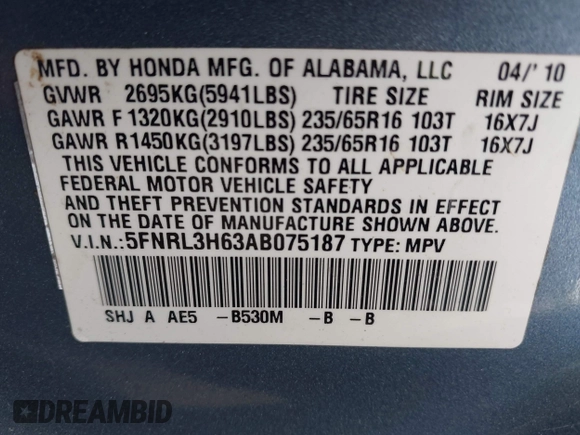 MFD. BY HONDA MFG. OF ALABAMA, LLC 04/' 10
GVWR 2695KG(5941LBS) TIRE SIZE RIM SIZE
GAWR F 1320KG(2910LBS) 235/65R16 103T 16X7J
GAWR R1450KG(3197LBS) 235/65R16 103T 16X7J
THIS VEHICLE CONFORMS TO ALL APPLICABLE
FEDERAL MOTOR VEHICLE SAFETY
AND THEFT PREVENTION STANDARDS IN EFFECT
ON THE DATE OF MANUFACTURE SHOWN ABOVE.
V.I.N.:5FNRL3H63AB075187 TYPE: MPV
SHJ A AE5 -B530M -B -B
DREAMBID